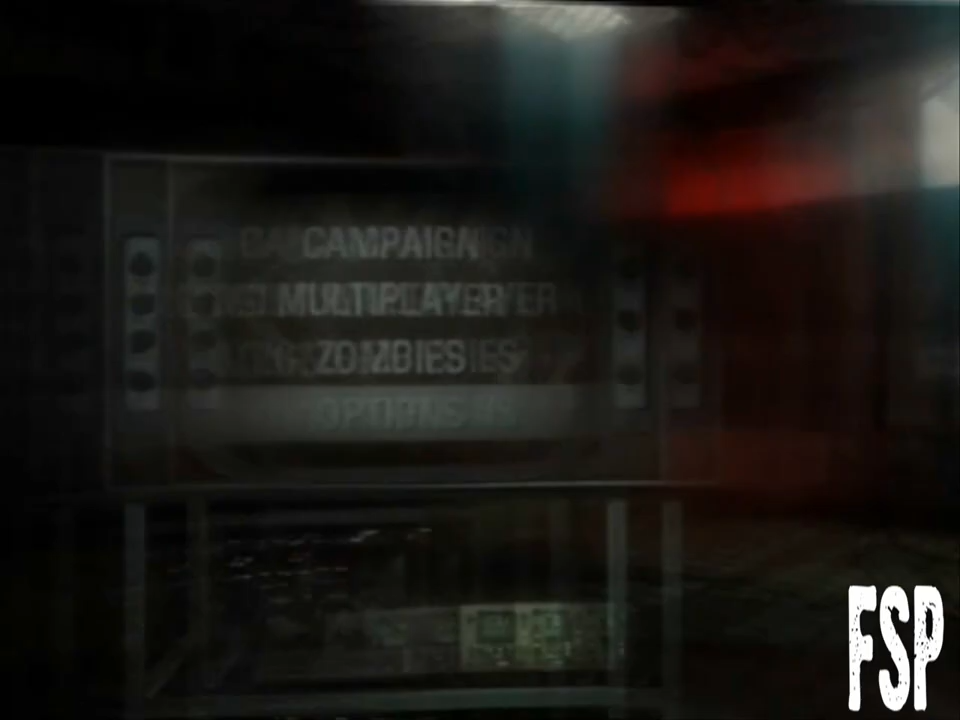 CAMPAIGN
MULTIPLAYER
ZOMBIES
OPTIONS
FSP